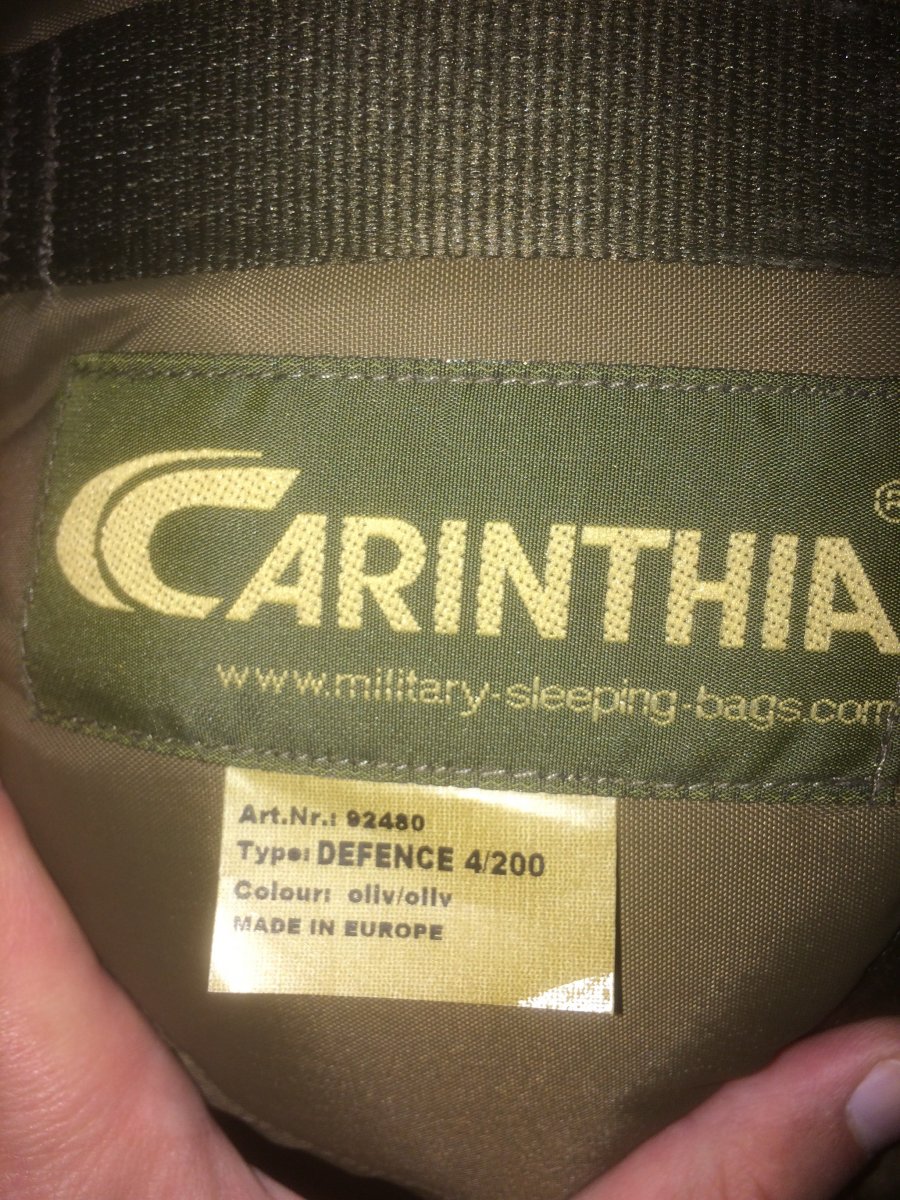 CARINTHIA ®
www.military-sleeping-bags.com
Art.Nr.: 92480
Type: DEFENCE 4/200
Colour: oliv/oliv
MADE IN EUROPE